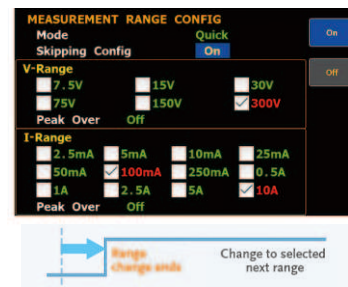 MEASUREMENT RANGE CONFIG
Mode Quick
Skipping Config On
On
Off
V-Range
7.5V 15V 30V
75V 150V 300V
Peak Over Off
I-Range
2.5mA 5mA 10mA 25mA
50mA 100mA 250mA 0.5A
1A 2.5A 5A 10A
Peak Over Off
Range
change ends
Change to selected
next range